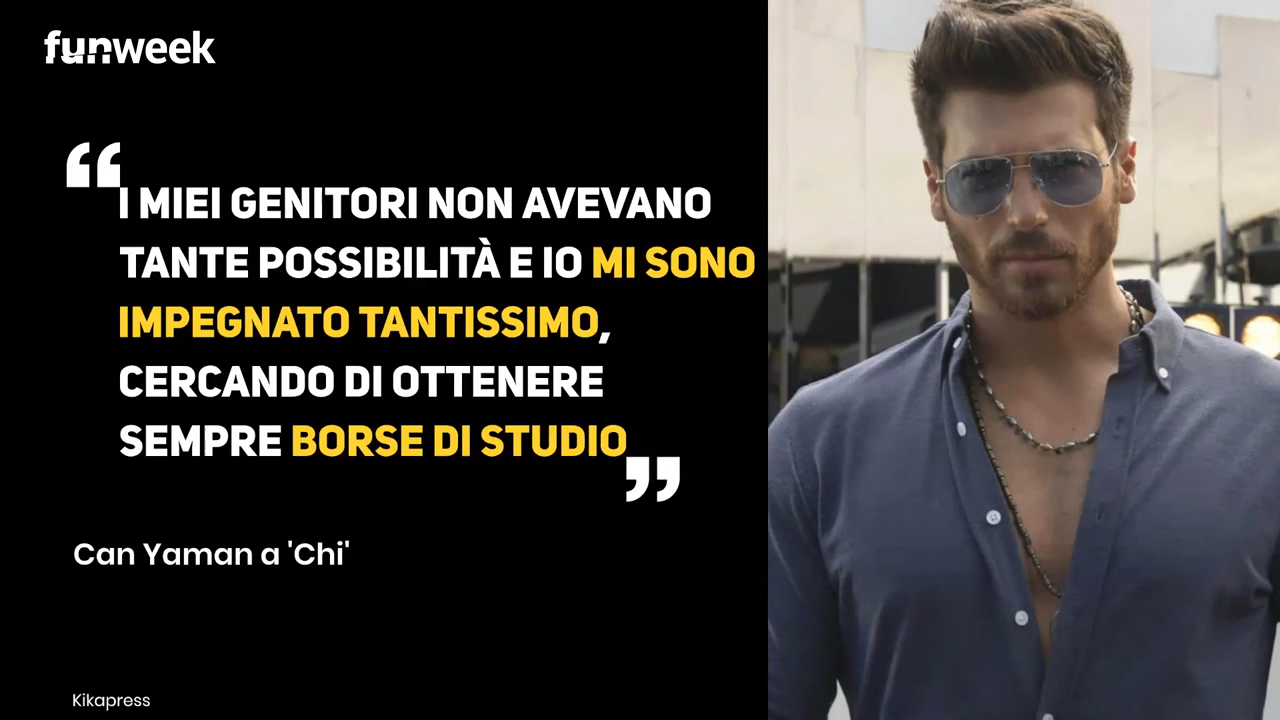 funweek
“I MIEI GENITORI NON AVEVANO
TANTE POSSIBILITÀ E IO MI SONO
IMPEGNATO TANTISSIMO,
CERCANDO DI OTTENERE
SEMPRE BORSE DI STUDIO”
Can Yaman a 'Chi'
Kikapress